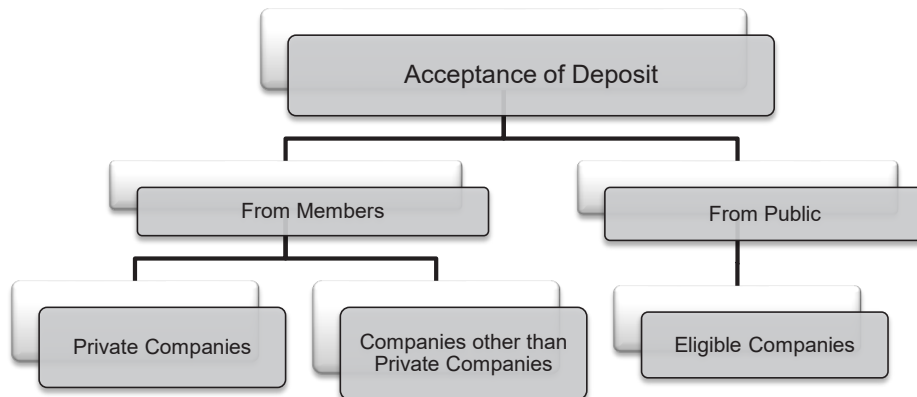 Acceptance of Deposit
From Members
From Public
Private Companies
Companies other than
Private Companies
Eligible Companies